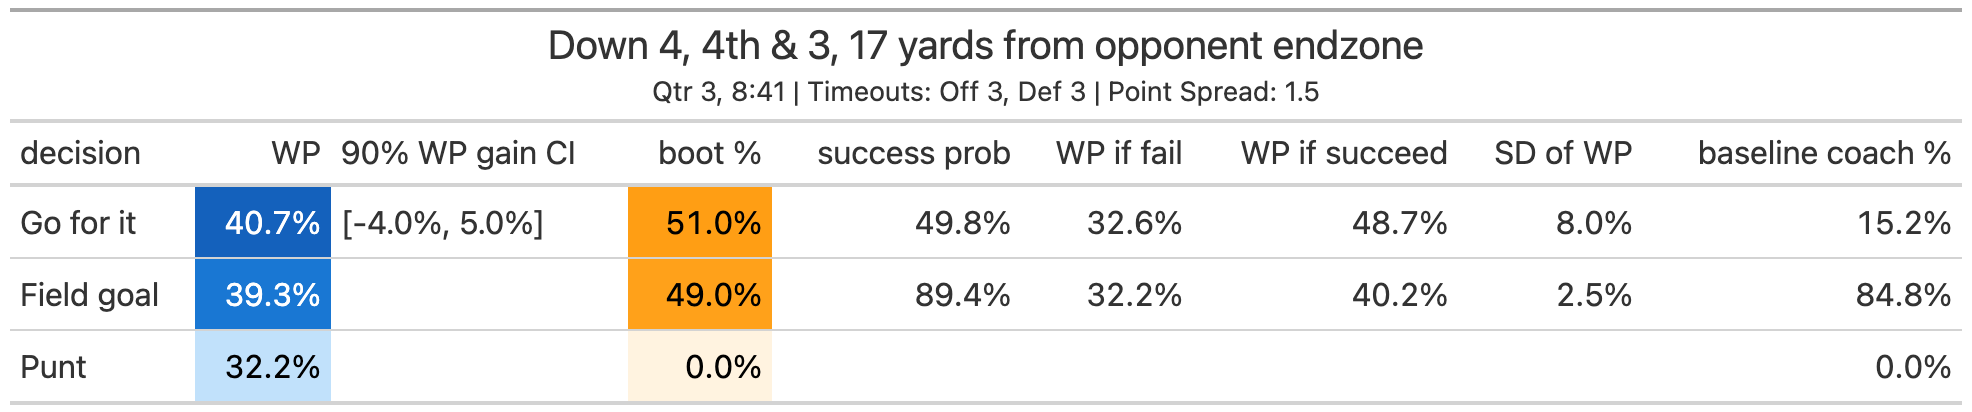 Down 4, 4th & 3, 17 yards from opponent endzone
Qtr 3, 8:41 | Timeouts: Off 3, Def 3 | Point Spread: 1.5
decision WP 90% WP gain CI boot % success prob WP if fail WP if succeed SD of WP baseline coach %
Go for it 40.7% [-4.0%, 5.0%] 51.0% 49.8% 32.6% 48.7% 8.0% 15.2%
Field goal 39.3% 49.0% 89.4% 32.2% 40.2% 2.5% 84.8%
Punt 32.2% 0.0% 0.0%